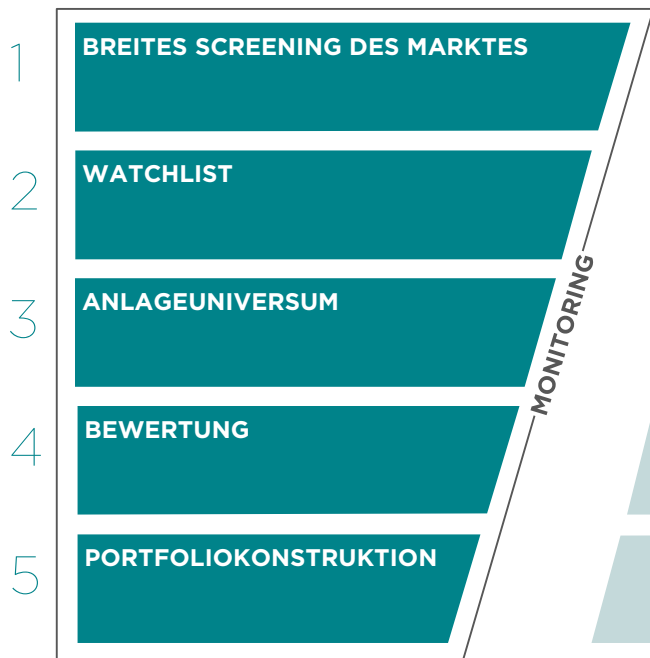 1 BREITES SCREENING DES MARKTES
2 WATCHLIST
3 ANLAGEUNIVERSUM
4 BEWERTUNG
5 PORTFOLIOKONSTRUKTION
MONITORING